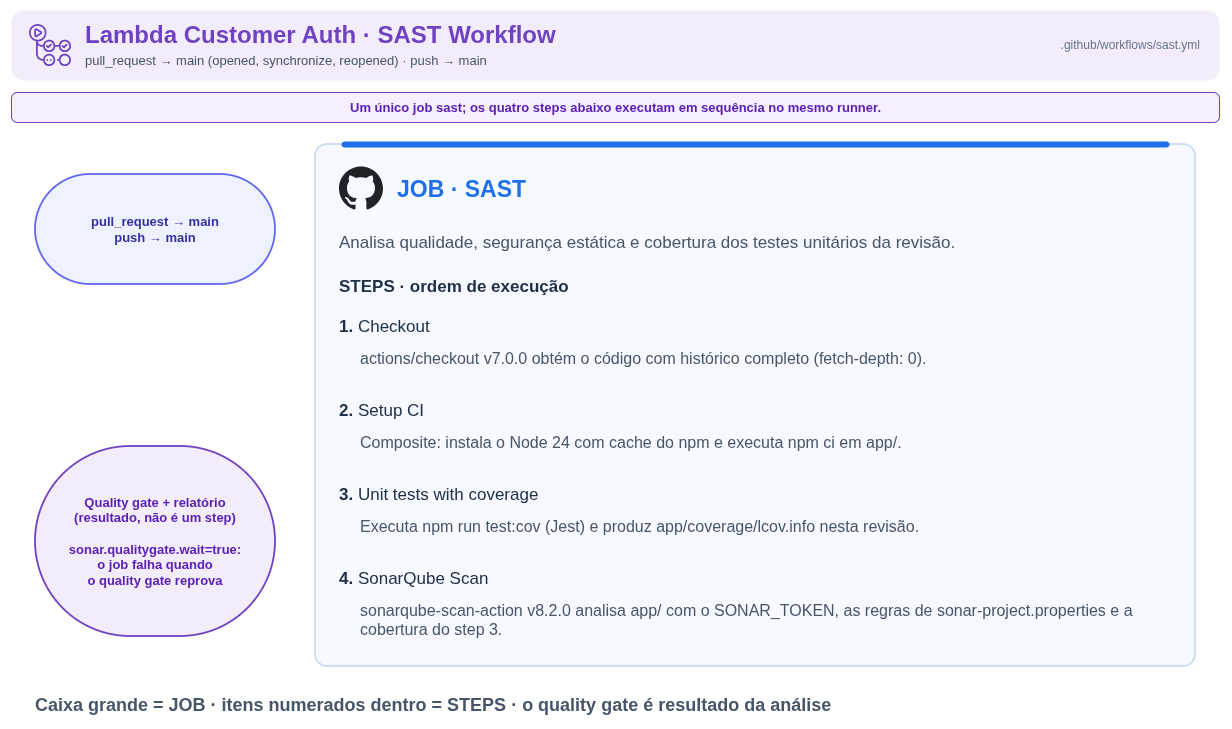 Lambda Customer Auth · SAST Workflow
pull_request → main (opened, synchronize, reopened) · push → main
.github/workflows/sast.yml
Um único job sast; os quatro steps abaixo executam em sequência no mesmo runner.
pull_request → main
push → main
JOB · SAST
Analisa qualidade, segurança estática e cobertura dos testes unitários da revisão.
STEPS · ordem de execução
1. Checkout
actions/checkout v7.0.0 obtém o código com histórico completo (fetch-depth: 0).
2. Setup CI
Composite: instala o Node 24 com cache do npm e executa npm ci em app/.
3. Unit tests with coverage
Executa npm run test:cov (Jest) e produz app/coverage/lcov.info nesta revisão.
4. SonarQube Scan
sonarqube-scan-action v8.2.0 analisa app/ com o SONAR_TOKEN, as regras de sonar-project.properties e a
cobertura do step 3.
Quality gate + relatório
(resultado, não é um step)
sonar.qualitygate.wait=true:
o job falha quando
o quality gate reprova
Caixa grande = JOB · itens numerados dentro = STEPS · o quality gate é resultado da análise